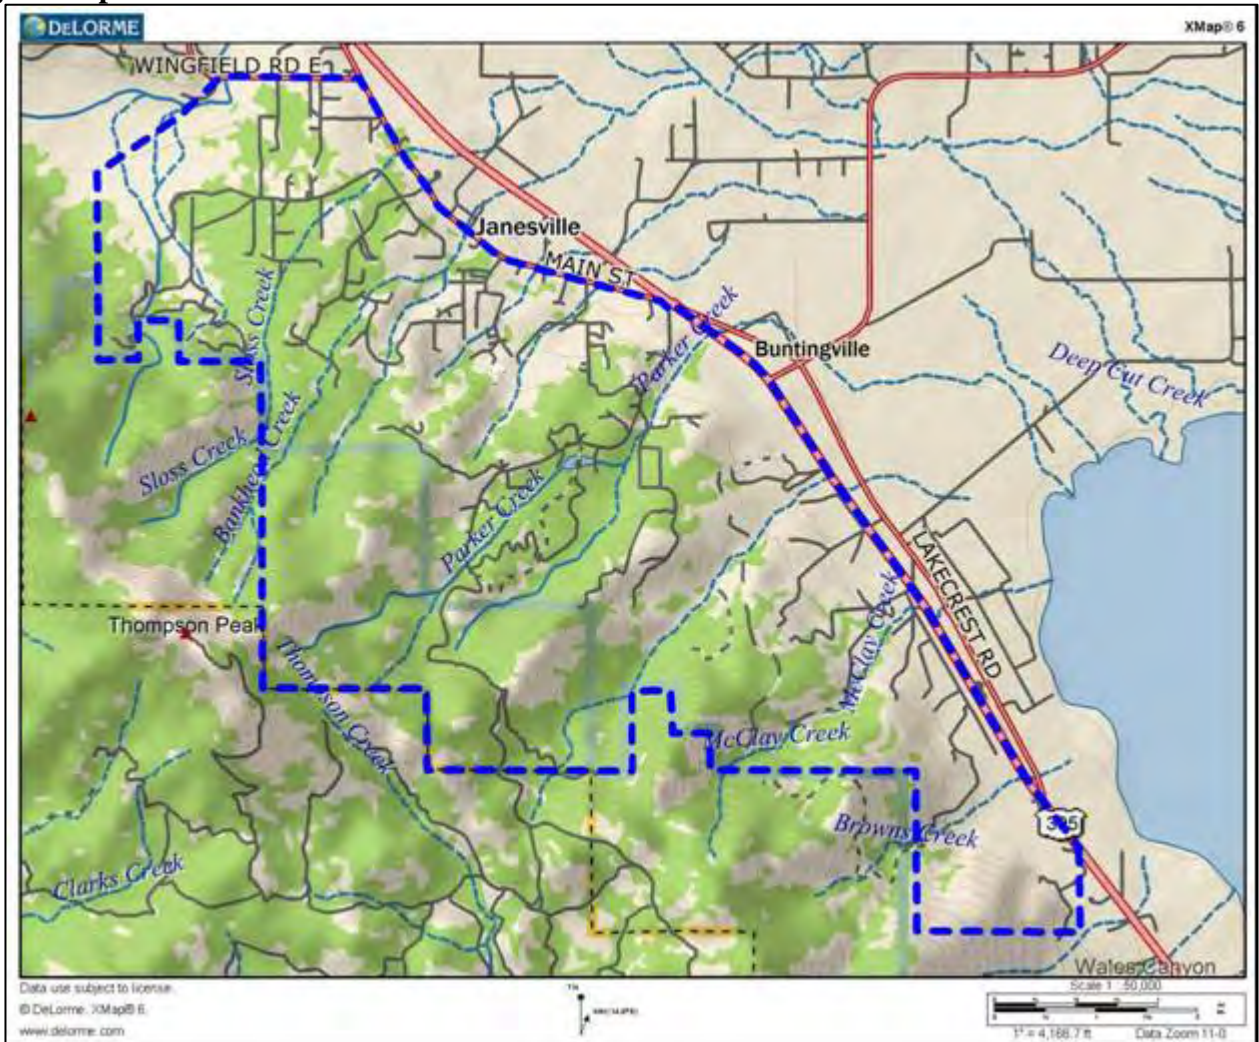 DELORME
XMap® 6
WINGFIELD RD E
Janesville
MAIN ST
Parker Creek
Buntingville
Deep Cut Creek
Sloss Creek
Sloss Creek
Bankhead Creek
Parker Creek
LAKECREST RD
McClay Creek
Thompson Peak
Thompson Creek
McClay Creek
395
Browns Creek
Clarks Creek
Wales Canyon
Data use subject to license.
© DeLorme. XMap® 6.
www.delorme.com
TN
Scale 1 : 50,000
1" = 4,166.7 ft
Data Zoom 11-0